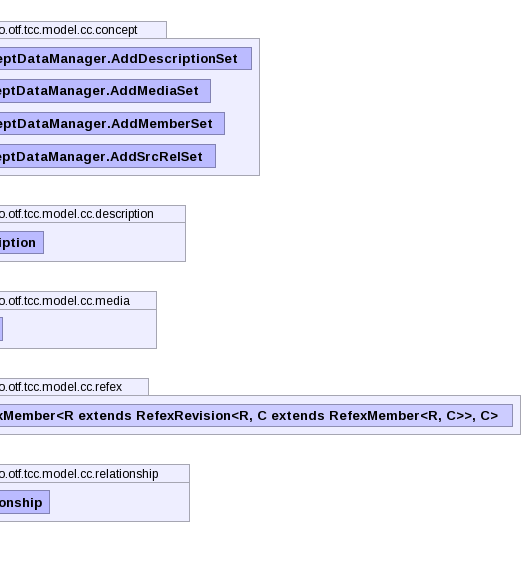 o.otf.tcc.model.cc.concept
eptDataManager.AddDescriptionSet
eptDataManager.AddMediaSet
eptDataManager.AddMemberSet
eptDataManager.AddSrcRelSet
o.otf.tcc.model.cc.description
iption
o.otf.tcc.model.cc.media
o.otf.tcc.model.cc.refex
xMember<R extends RefexRevision<R, C extends RefexMember<R, C>>, C>
o.otf.tcc.model.cc.relationship
onship